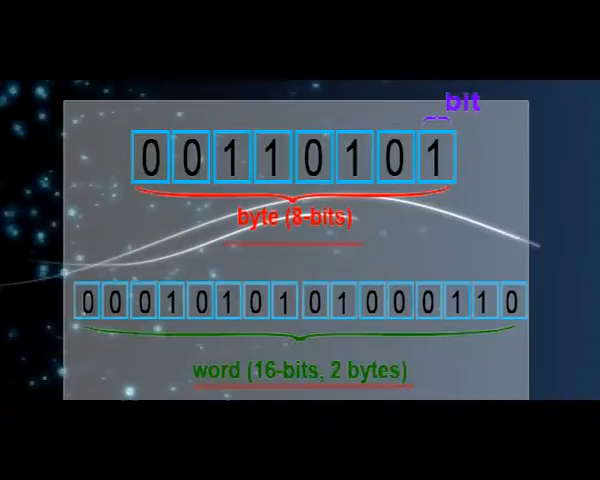 bit
0 0 1 1 0 1 0 1
byte (8-bits)
0 0 0 1 0 1 0 1 0 1 0 0 0 1 1 0
word (16-bits, 2 bytes)